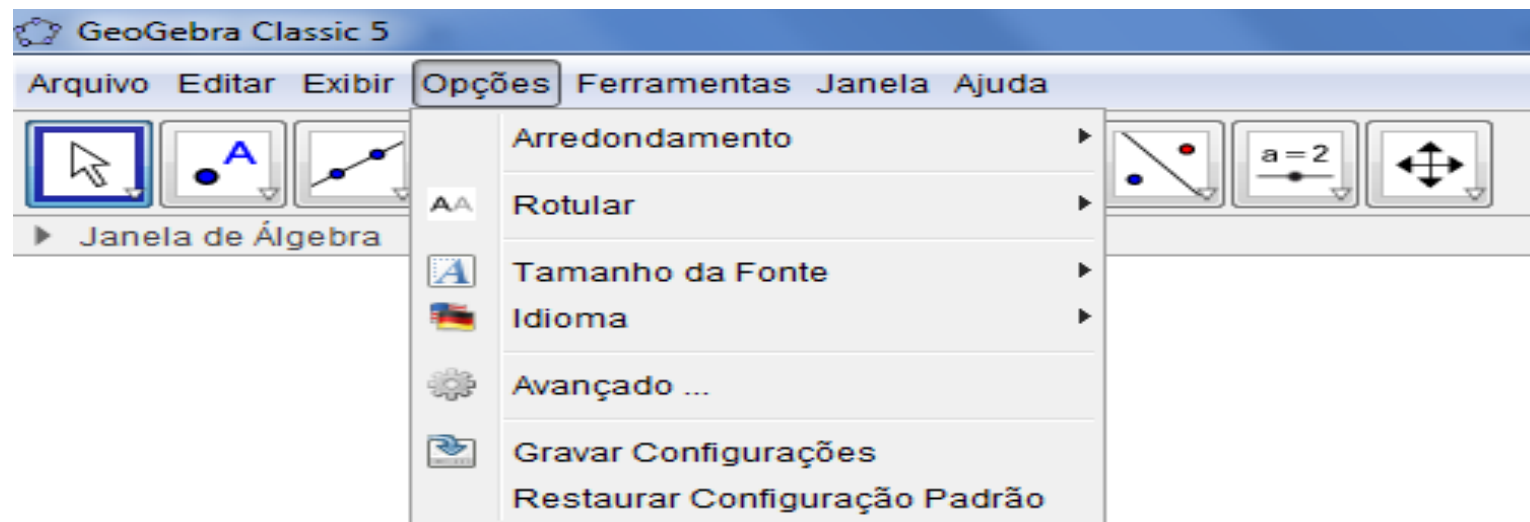 GeoGebra Classic 5
Arquivo Editar Exibir Opções Ferramentas Janela Ajuda
A
a = 2
Janela de Álgebra
Arredondamento
AA Rotular
A Tamanho da Fonte
Idioma
Avançado ...
Gravar Configurações
Restaurar Configuração Padrão